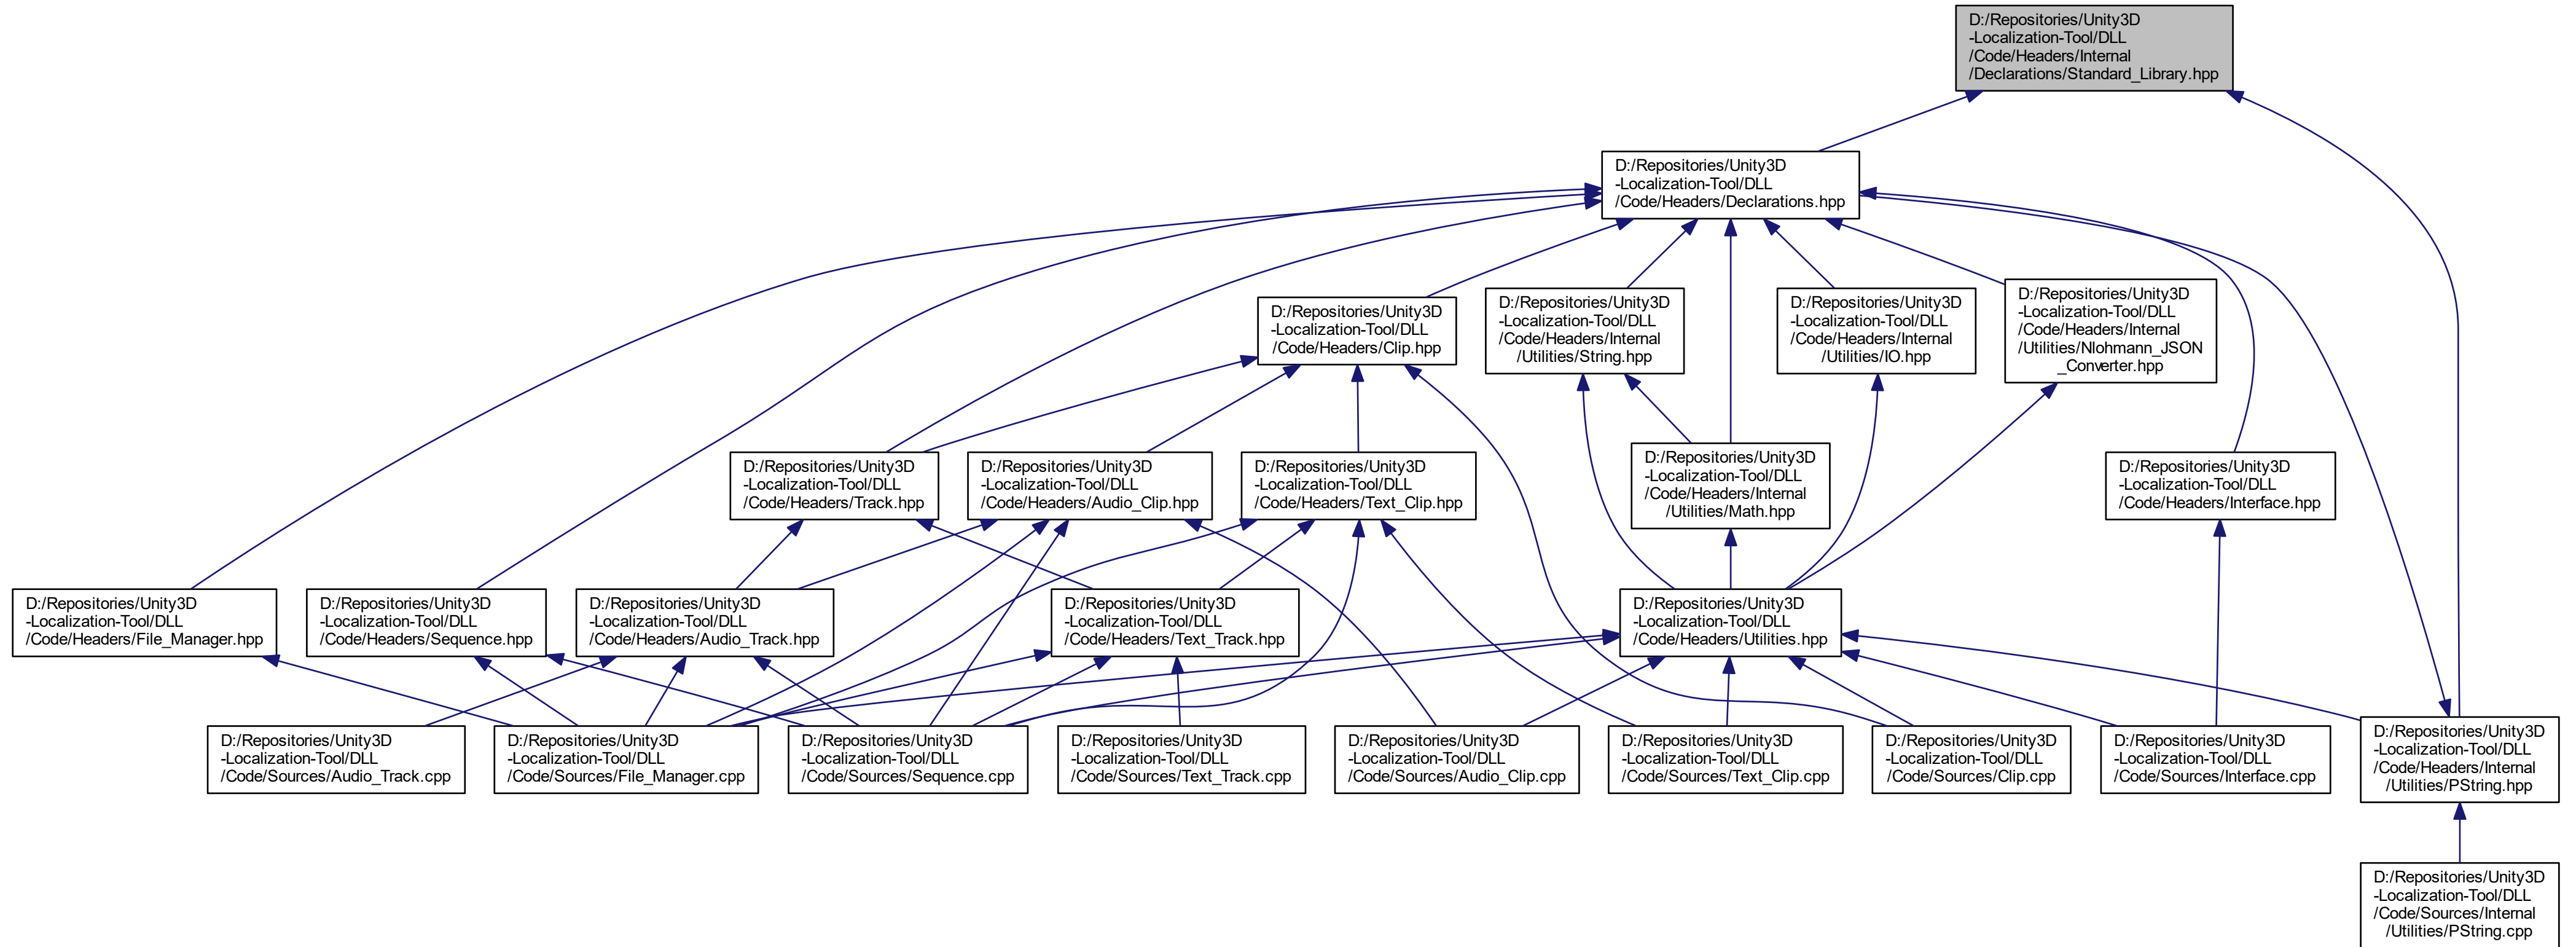 D:/Repositories/Unity3D
-Localization-Tool/DLL
/Code/Headers/Internal
/Declarations/Standard_Library.hpp
D:/Repositories/Unity3D
-Localization-Tool/DLL
/Code/Headers/Declarations.hpp
D:/Repositories/Unity3D
-Localization-Tool/DLL
/Code/Headers/Clip.hpp
D:/Repositories/Unity3D
-Localization-Tool/DLL
/Code/Headers/Internal
/Utilities/String.hpp
D:/Repositories/Unity3D
-Localization-Tool/DLL
/Code/Headers/Internal
/Utilities/IO.hpp
D:/Repositories/Unity3D
-Localization-Tool/DLL
/Code/Headers/Internal
/Utilities/Nlohmann_JSON
_Converter.hpp
D:/Repositories/Unity3D
-Localization-Tool/DLL
/Code/Headers/Track.hpp
D:/Repositories/Unity3D
-Localization-Tool/DLL
/Code/Headers/Audio_Clip.hpp
D:/Repositories/Unity3D
-Localization-Tool/DLL
/Code/Headers/Text_Clip.hpp
D:/Repositories/Unity3D
-Localization-Tool/DLL
/Code/Headers/Internal
/Utilities/Math.hpp
D:/Repositories/Unity3D
-Localization-Tool/DLL
/Code/Headers/Interface.hpp
D:/Repositories/Unity3D
-Localization-Tool/DLL
/Code/Headers/File_Manager.hpp
D:/Repositories/Unity3D
-Localization-Tool/DLL
/Code/Headers/Sequence.hpp
D:/Repositories/Unity3D
-Localization-Tool/DLL
/Code/Headers/Audio_Track.hpp
D:/Repositories/Unity3D
-Localization-Tool/DLL
/Code/Headers/Text_Track.hpp
D:/Repositories/Unity3D
-Localization-Tool/DLL
/Code/Headers/Utilities.hpp
D:/Repositories/Unity3D
-Localization-Tool/DLL
/Code/Sources/Audio_Track.cpp
D:/Repositories/Unity3D
-Localization-Tool/DLL
/Code/Sources/File_Manager.cpp
D:/Repositories/Unity3D
-Localization-Tool/DLL
/Code/Sources/Sequence.cpp
D:/Repositories/Unity3D
-Localization-Tool/DLL
/Code/Sources/Text_Track.cpp
D:/Repositories/Unity3D
-Localization-Tool/DLL
/Code/Sources/Audio_Clip.cpp
D:/Repositories/Unity3D
-Localization-Tool/DLL
/Code/Sources/Text_Clip.cpp
D:/Repositories/Unity3D
-Localization-Tool/DLL
/Code/Sources/Clip.cpp
D:/Repositories/Unity3D
-Localization-Tool/DLL
/Code/Sources/Interface.cpp
D:/Repositories/Unity3D
-Localization-Tool/DLL
/Code/Headers/Internal
/Utilities/PString.hpp
D:/Repositories/Unity3D
-Localization-Tool/DLL
/Code/Sources/Internal
/Utilities/PString.cpp